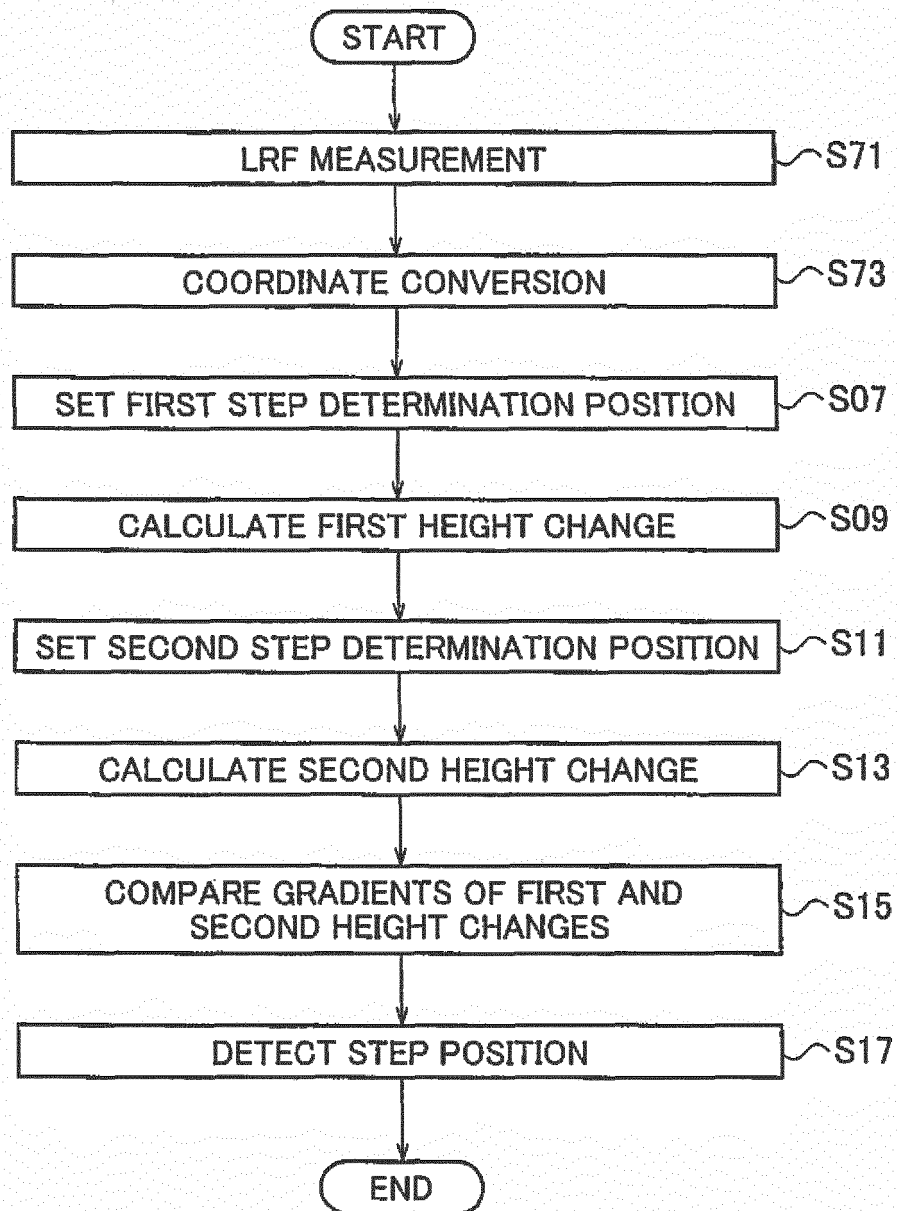 START
LRF MEASUREMENT
S71
COORDINATE CONVERSION
S73
SET FIRST STEP DETERMINATION POSITION
S07
CALCULATE FIRST HEIGHT CHANGE
S09
SET SECOND STEP DETERMINATION POSITION
S11
CALCULATE SECOND HEIGHT CHANGE
S13
COMPARE GRADIENTS OF FIRST AND
SECOND HEIGHT CHANGES
S15
DETECT STEP POSITION
S17
END